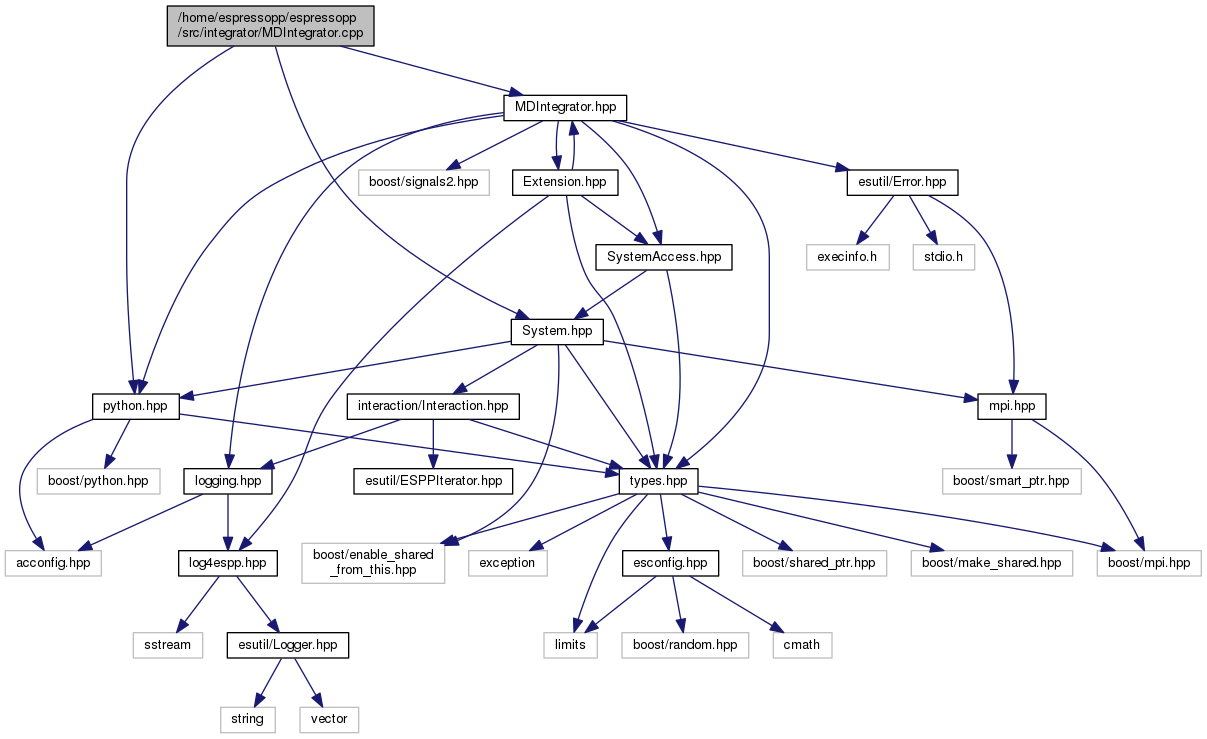 /home/espressopp/espressopp
/src/integrator/MDIntegrator.cpp
MDIntegrator.hpp
boost/signals2.hpp
Extension.hpp
esutil/Error.hpp
SystemAccess.hpp
execinfo.h
stdio.h
System.hpp
python.hpp
interaction/Interaction.hpp
mpi.hpp
boost/python.hpp
logging.hpp
esutil/ESPPIterator.hpp
types.hpp
boost/smart_ptr.hpp
acconfig.hpp
log4espp.hpp
boost/enable_shared
_from_this.hpp
exception
esconfig.hpp
boost/shared_ptr.hpp
boost/make_shared.hpp
boost/mpi.hpp
sstream
esutil/Logger.hpp
limits
boost/random.hpp
cmath
string
vector